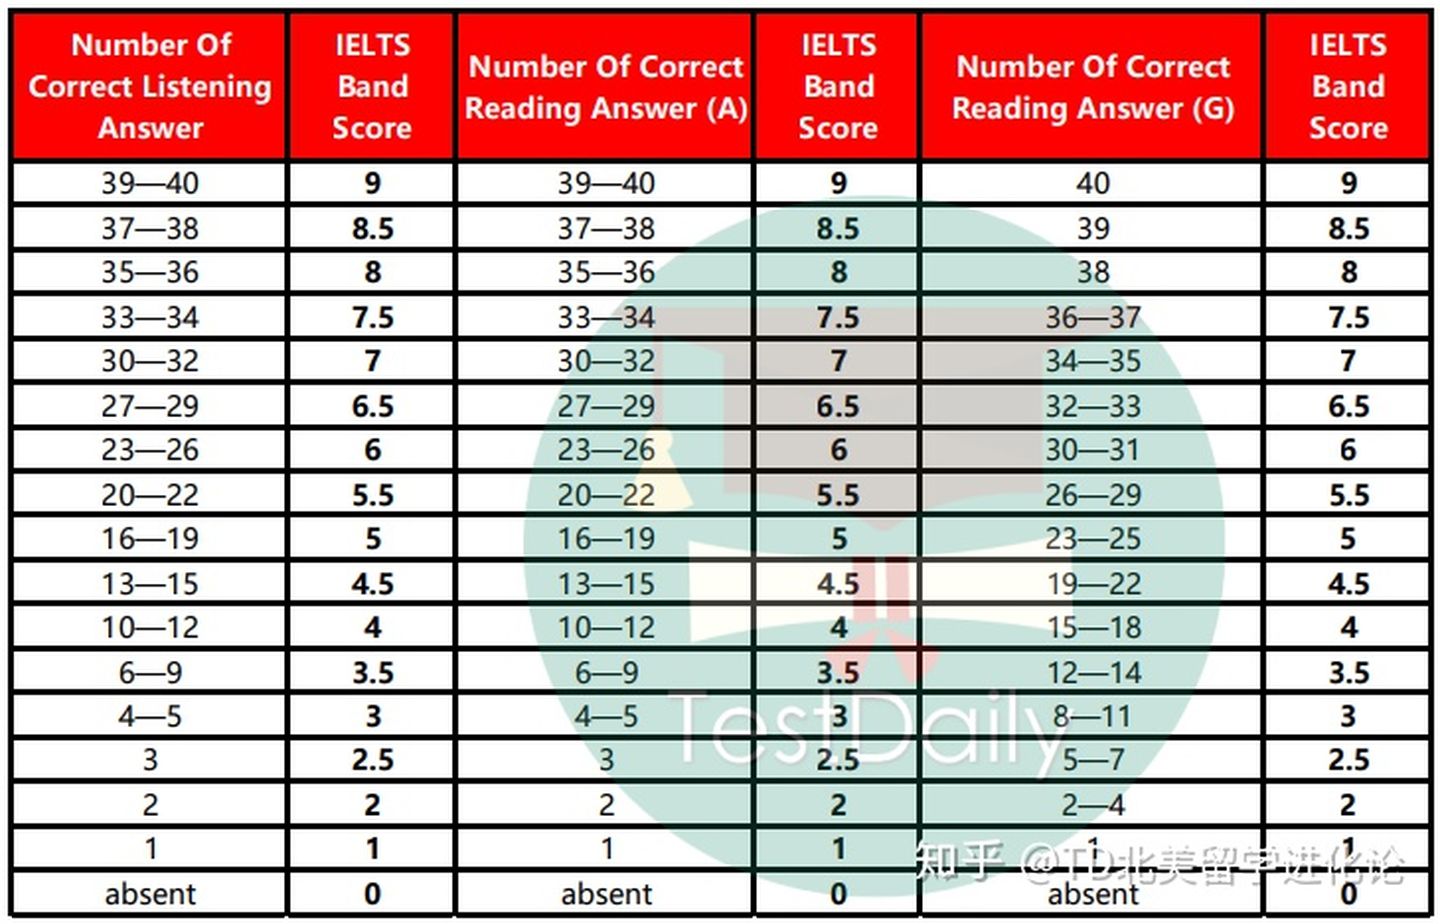 Number Of Correct Listening Answer IELTS Band Score Number Of Correct Reading Answer (A) IELTS Band Score Number Of Correct Reading Answer (G) IELTS Band Score
39—40 9 39—40 9 40 9
37—38 8.5 37—38 8.5 39 8.5
35—36 8 35—36 8 38 8
33—34 7.5 33—34 7.5 36—37 7.5
30—32 7 30—32 7 34—35 7
27—29 6.5 27—29 6.5 32—33 6.5
23—26 6 23—26 6 30—31 6
20—22 5.5 20—22 5.5 26—29 5.5
16—19 5 16—19 5 23—25 5
13—15 4.5 13—15 4.5 19—22 4.5
10—12 4 10—12 4 15—18 4
6—9 3.5 6—9 3.5 12—14 3.5
4—5 3 4—5 3 8—11 3
TestDaily
3 2.5 3 2.5 5—7 2.5
2 2 2 2 2—4 2
1 1 1 1 1 1
知乎 @TD北美留学进化论
absent 0 absent 0 absent 0